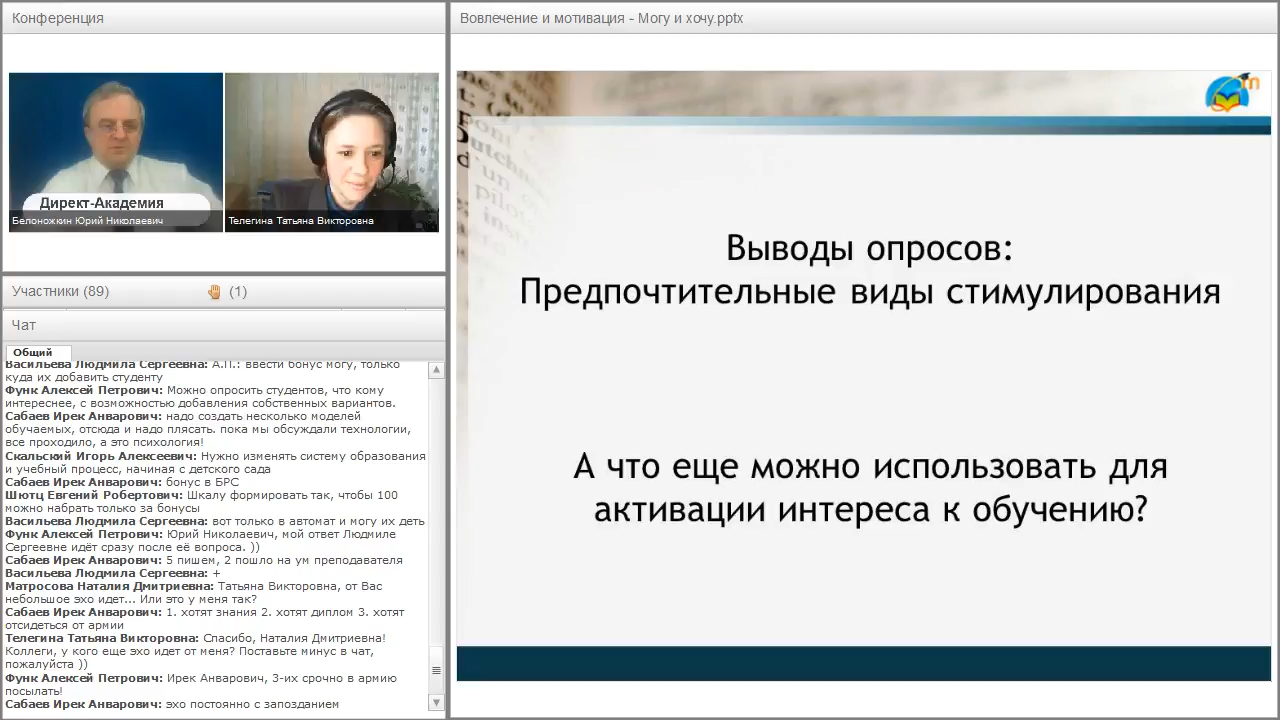 Конференция
Вовлечение и мотивация - Могу и хочу.pptx
Директ-Академия
Белоножкин Юрий Николаевич
Телегина Татьяна Викторовна
Участники (89)
(1)
Чат
Общий
Васильева Людмила Сергеевна: А.П.: ввести бонус могу, только
куда их добавить студенту
Функ Алексей Петрович: Можно опросить студентов, что кому
интереснее, с возможностью добавления собственных вариантов.
Сабаев Ирек Анварович: надо создать несколько моделей
обучаемых, отсюда и надо плясать. пока мы обсуждали технологии,
все проходило, а это психология!
Скальский Игорь Алексеевич: Нужно изменять систему образования
и учебный процесс, начиная с детского сада
Сабаев Ирек Анварович: бонус в БРС
Шютц Евгений Робертович: Шкалу формировать так, чтобы 100
можно набрать только за бонусы
Васильева Людмила Сергеевна: вот только в автомат и могу их деть
Функ Алексей Петрович: Юрий Николаевич, мой ответ Людмиле
Сергеевне идёт сразу после её вопроса. ))
Сабаев Ирек Анварович: 5 пишем, 2 пошло на ум преподавателя
Васильева Людмила Сергеевна: +
Матросова Наталия Дмитриевна: Татьяна Викторовна, от Вас
небольшое эхо идет... Или это у меня так?
Сабаев Ирек Анварович: 1. хотят знания 2. хотят диплом 3. хотят
отсидеться от армии
Телегина Татьяна Викторовна: Спасибо, Наталия Дмитриевна!
Коллеги, у кого еще эхо идет от меня? Поставьте минус в чат,
пожалуйста ))
Функ Алексей Петрович: Ирек Анварович, 3-их срочно в армию
посылать!
Сабаев Ирек Анварович: эхо постоянно с запозданием
Выводы опросов:
Предпочтительные виды стимулирования
А что еще можно использовать для
активации интереса к обучению?